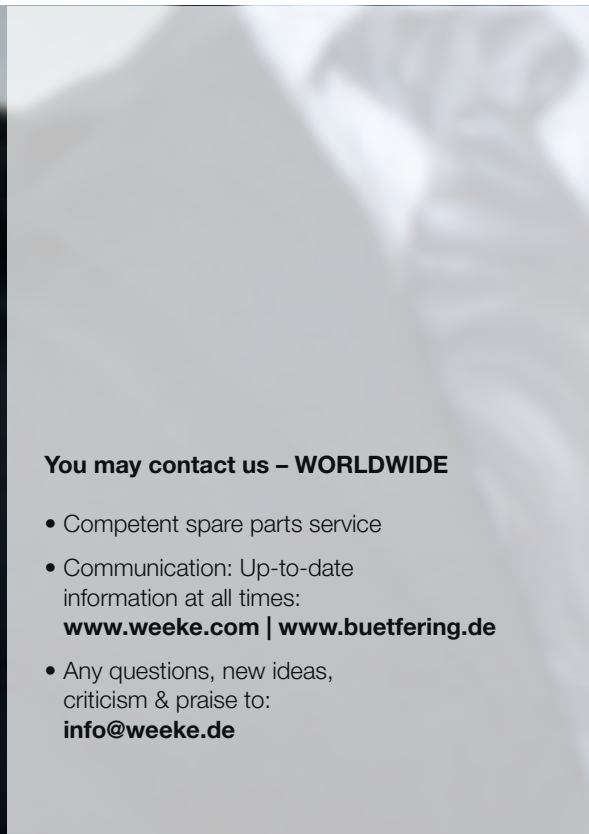 You may contact us – WORLDWIDE
• Competent spare parts service
• Communication: Up-to-date
information at all times:
www.weeke.com | www.buetfering.de
• Any questions, new ideas,
criticism & praise to:
info@weeke.de